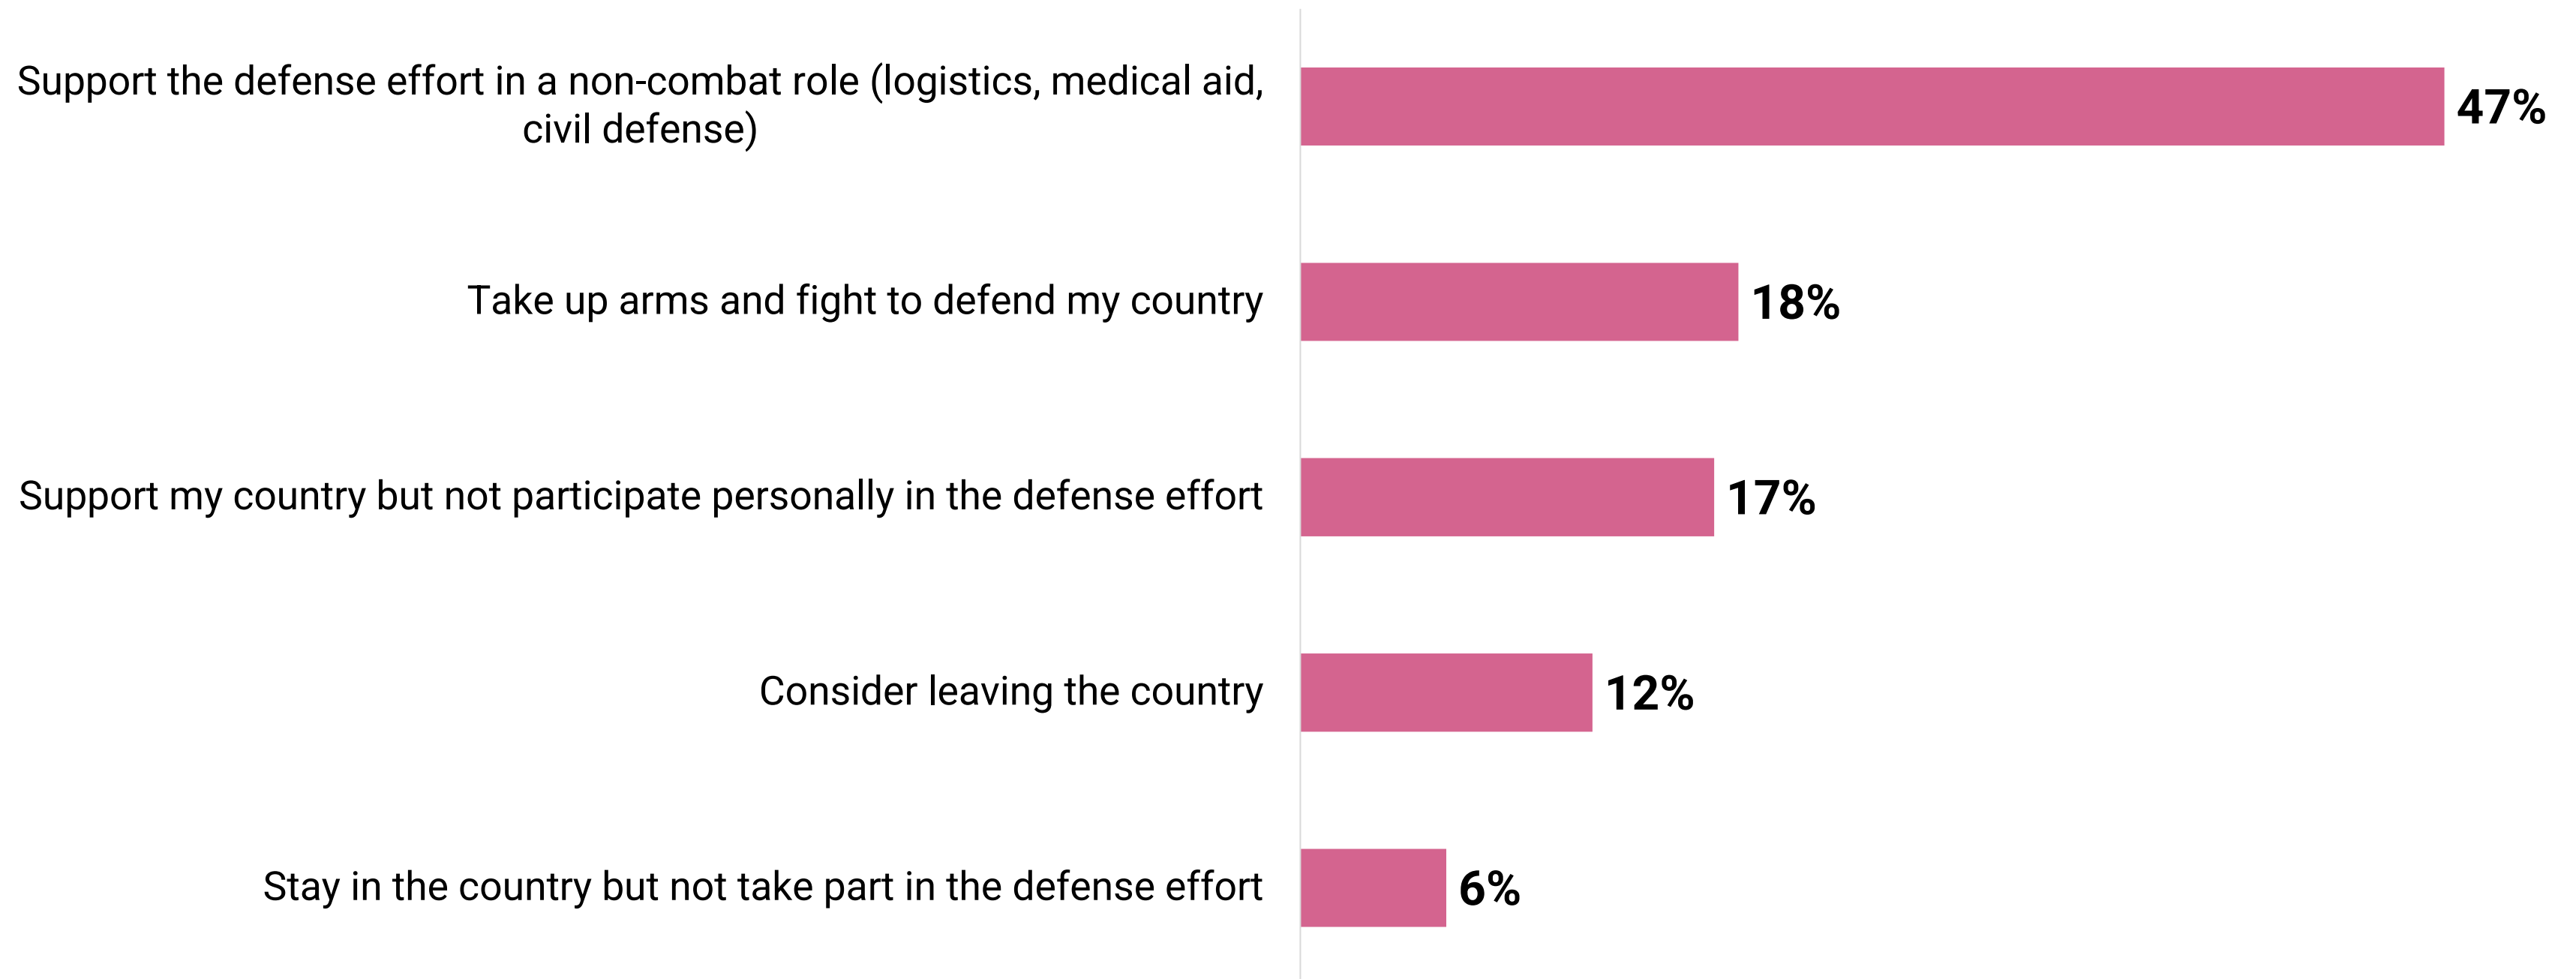 Support the defense effort in a non-combat role (logistics, medical aid,
civil defense)
47%
Take up arms and fight to defend my country
18%
Support my country but not participate personally in the defense effort
17%
Consider leaving the country
12%
Stay in the country but not take part in the defense effort
6%